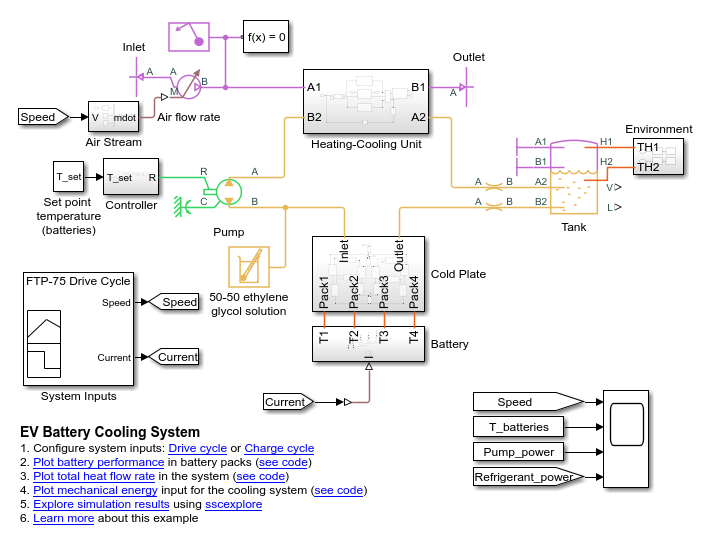 f(x) = 0
Inlet
Outlet
A
A
B
M
A
Speed
V
mdot
Air flow rate
Air Stream
A1
B1
B2
A2
Heating-Cooling Unit
Environment
A1
H1
TH1
B1
H2
TH2
T_set
T_set
R
R
A
A
B
A2
V
Controller
C
B
A
B
B2
L
Set point
temperature
(batteries)
Pump
Tank
50-50 ethylene
glycol solution
Inlet
Outlet
Pack1
Pack2
Pack3
Pack4
Cold Plate
T1
T2
T3
T4
I
Battery
FTP-75 Drive Cycle
Speed
Speed
Current
Current
System Inputs
Current
Speed
T_batteries
Pump_power
Refrigerant_power
EV Battery Cooling System
1. Configure system inputs: Drive cycle or Charge cycle
2. Plot battery performance in battery packs (see code)
3. Plot total heat flow rate in the system (see code)
4. Plot mechanical energy input for the cooling system (see code)
5. Explore simulation results using sscexplore
6. Learn more about this example